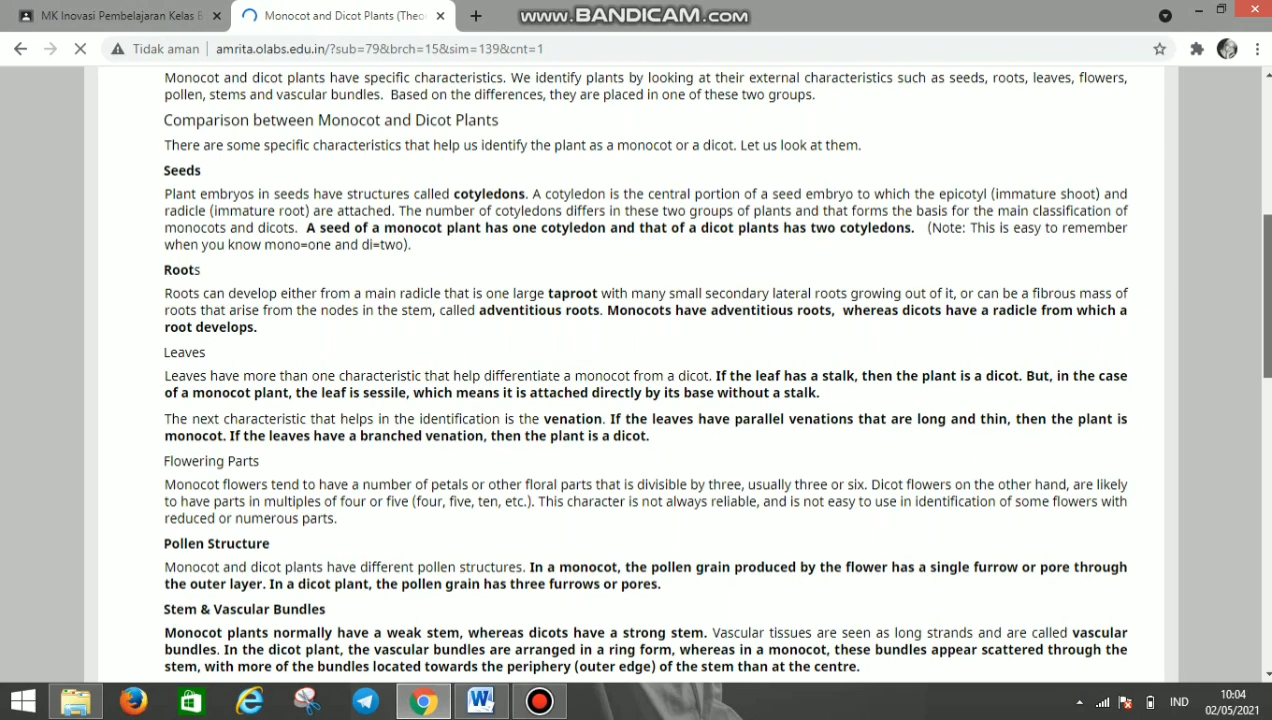 MK Inovasi Pembelajaran Kelas B
Monocot and Dicot Plants (Theor
www.BANDICAM.com
Tidak aman
amrita.olabs.edu.in/?sub=79&brch=15&sim=139&cnt=1
Monocot and dicot plants have specific characteristics. We identify plants by looking at their external characteristics such as seeds, roots, leaves, flowers,
pollen, stems and vascular bundles. Based on the differences, they are placed in one of these two groups.
Comparison between Monocot and Dicot Plants
There are some specific characteristics that help us identify the plant as a monocot or a dicot. Let us look at them.
Seeds
Plant embryos in seeds have structures called cotyledons. A cotyledon is the central portion of a seed embryo to which the epicotyl (immature shoot) and
radicle (immature root) are attached. The number of cotyledons differs in these two groups of plants and that forms the basis for the main classification of
monocots and dicots. A seed of a monocot plant has one cotyledon and that of a dicot plants has two cotyledons. (Note: This is easy to remember
when you know mono=one and di=two).
Roots
Roots can develop either from a main radicle that is one large taproot with many small secondary lateral roots growing out of it, or can be a fibrous mass of
roots that arise from the nodes in the stem, called adventitious roots. Monocots have adventitious roots, whereas dicots have a radicle from which a
root develops.
Leaves
Leaves have more than one characteristic that help differentiate a monocot from a dicot. If the leaf has a stalk, then the plant is a dicot. But, in the case
of a monocot plant, the leaf is sessile, which means it is attached directly by its base without a stalk.
The next characteristic that helps in the identification is the venation. If the leaves have parallel venations that are long and thin, then the plant is
monocot. If the leaves have a branched venation, then the plant is a dicot.
Flowering Parts
Monocot flowers tend to have a number of petals or other floral parts that is divisible by three, usually three or six. Dicot flowers on the other hand, are likely
to have parts in multiples of four or five (four, five, ten, etc.). This character is not always reliable, and is not easy to use in identification of some flowers with
reduced or numerous parts.
Pollen Structure
Monocot and dicot plants have different pollen structures. In a monocot, the pollen grain produced by the flower has a single furrow or pore through
the outer layer. In a dicot plant, the pollen grain has three furrows or pores.
Stem & Vascular Bundles
Monocot plants normally have a weak stem, whereas dicots have a strong stem. Vascular tissues are seen as long strands and are called vascular
bundles. In the dicot plant, the vascular bundles are arranged in a ring form, whereas in a monocot, these bundles appear scattered through the
stem, with more of the bundles located towards the periphery (outer edge) of the stem than at the centre.
IND
10:04
02/05/2021